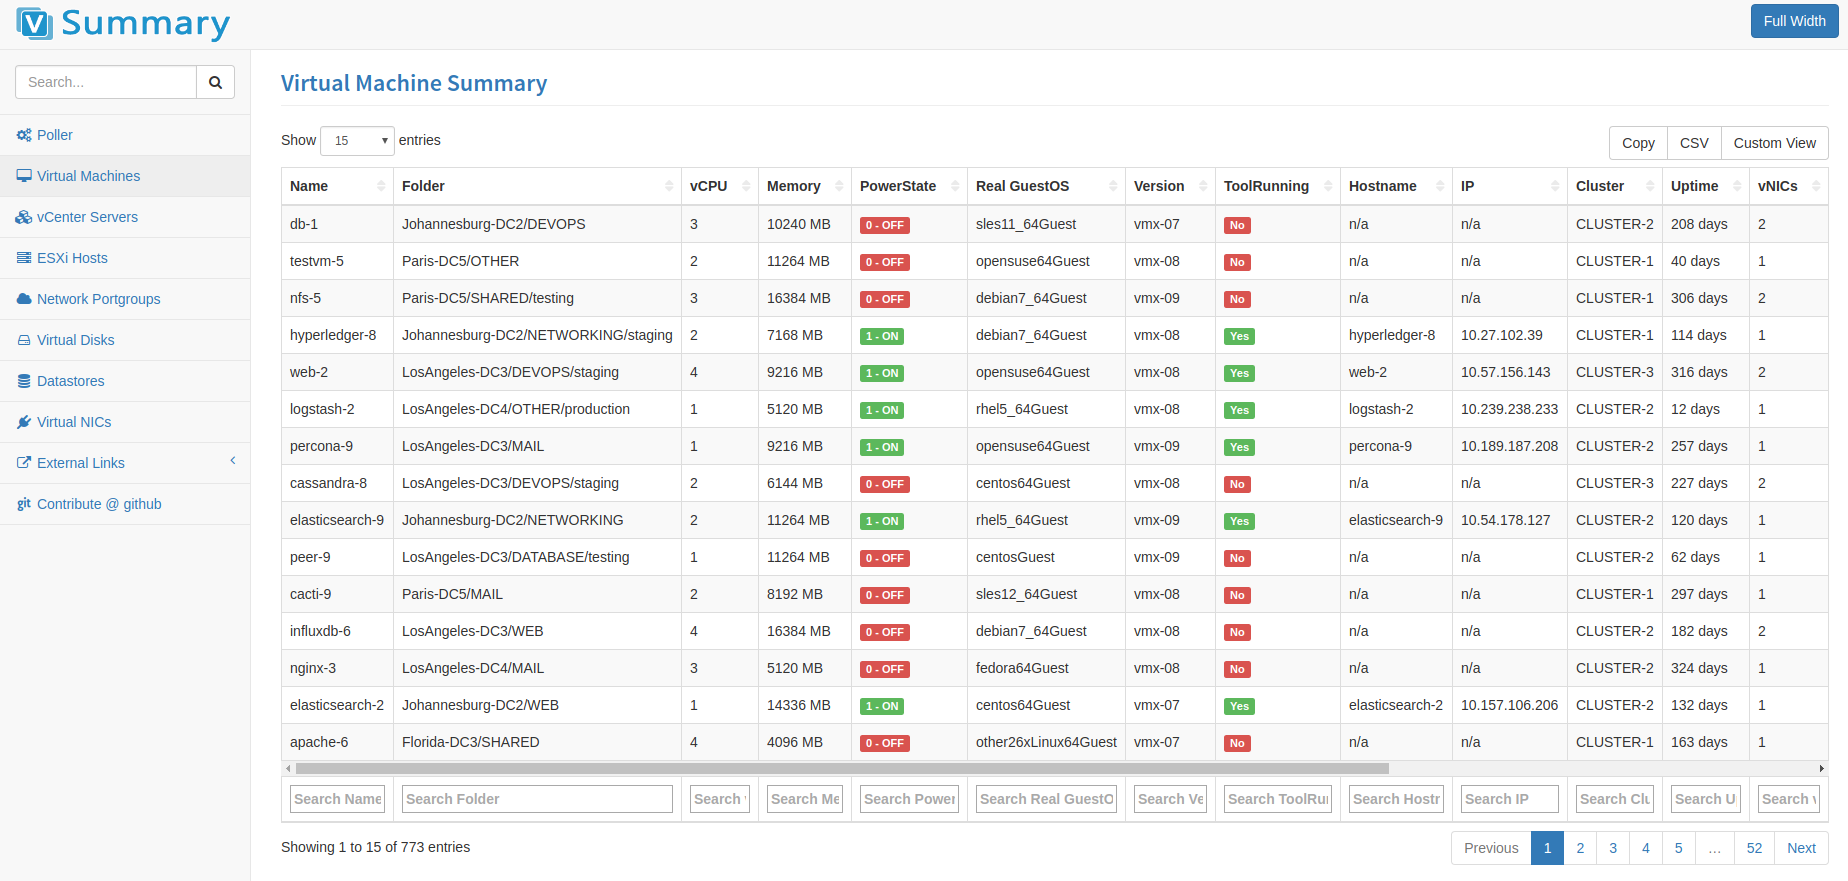 V Summary
Full Width
Search...
Poller
Virtual Machines
vCenter Servers
ESXi Hosts
Network Portgroups
Virtual Disks
Datastores
Virtual NICs
External Links
git Contribute @ github
Virtual Machine Summary
Show 15 entries
Copy CSV Custom View
Name Folder vCPU Memory PowerState Real GuestOS Version ToolRunning Hostname IP Cluster Uptime vNICs
db-1 Johannesburg-DC2/DEVOPS 3 10240 MB 0 - OFF sles11_64Guest vmx-07 No n/a n/a CLUSTER-2 208 days 2
testvm-5 Paris-DC5/OTHER 2 11264 MB 0 - OFF opensuse64Guest vmx-08 No n/a n/a CLUSTER-1 40 days 1
nfs-5 Paris-DC5/SHARED/testing 3 16384 MB 0 - OFF debian7_64Guest vmx-09 No n/a n/a CLUSTER-1 306 days 2
hyperledger-8 Johannesburg-DC2/NETWORKING/staging 2 7168 MB 1 - ON debian7_64Guest vmx-08 Yes hyperledger-8 10.27.102.39 CLUSTER-1 114 days 1
web-2 LosAngeles-DC3/DEVOPS/staging 4 9216 MB 1 - ON opensuse64Guest vmx-08 Yes web-2 10.57.156.143 CLUSTER-3 316 days 2
logstash-2 LosAngeles-DC4/OTHER/production 1 5120 MB 1 - ON rhel5_64Guest vmx-08 Yes logstash-2 10.239.238.233 CLUSTER-2 12 days 1
percona-9 LosAngeles-DC3/MAIL 1 9216 MB 1 - ON opensuse64Guest vmx-09 Yes percona-9 10.189.187.208 CLUSTER-2 257 days 1
cassandra-8 LosAngeles-DC3/DEVOPS/staging 2 6144 MB 0 - OFF centos64Guest vmx-08 No n/a n/a CLUSTER-3 227 days 2
elasticsearch-9 Johannesburg-DC2/NETWORKING 2 11264 MB 1 - ON rhel5_64Guest vmx-09 Yes elasticsearch-9 10.54.178.127 CLUSTER-2 120 days 1
peer-9 LosAngeles-DC3/DATABASE/testing 1 11264 MB 0 - OFF centosGuest vmx-09 No n/a n/a CLUSTER-2 62 days 1
cacti-9 Paris-DC5/MAIL 2 8192 MB 0 - OFF sles12_64Guest vmx-08 No n/a n/a CLUSTER-1 297 days 1
influxdb-6 LosAngeles-DC3/WEB 4 16384 MB 0 - OFF debian7_64Guest vmx-08 No n/a n/a CLUSTER-2 182 days 2
nginx-3 LosAngeles-DC4/MAIL 3 5120 MB 0 - OFF fedora64Guest vmx-08 No n/a n/a CLUSTER-2 324 days 1
elasticsearch-2 Johannesburg-DC2/WEB 1 14336 MB 1 - ON centos64Guest vmx-07 Yes elasticsearch-2 10.157.106.206 CLUSTER-2 132 days 1
apache-6 Florida-DC3/SHARED 4 4096 MB 0 - OFF other26xLinux64Guest vmx-07 No n/a n/a CLUSTER-1 163 days 1
Search Name Search Folder Search Search Me Search Power Search Real GuestO Search Ve Search ToolRun Search Hostn Search IP Search Clu Search U Search
Showing 1 to 15 of 773 entries
Previous 1 2 3 4 5 … 52 Next